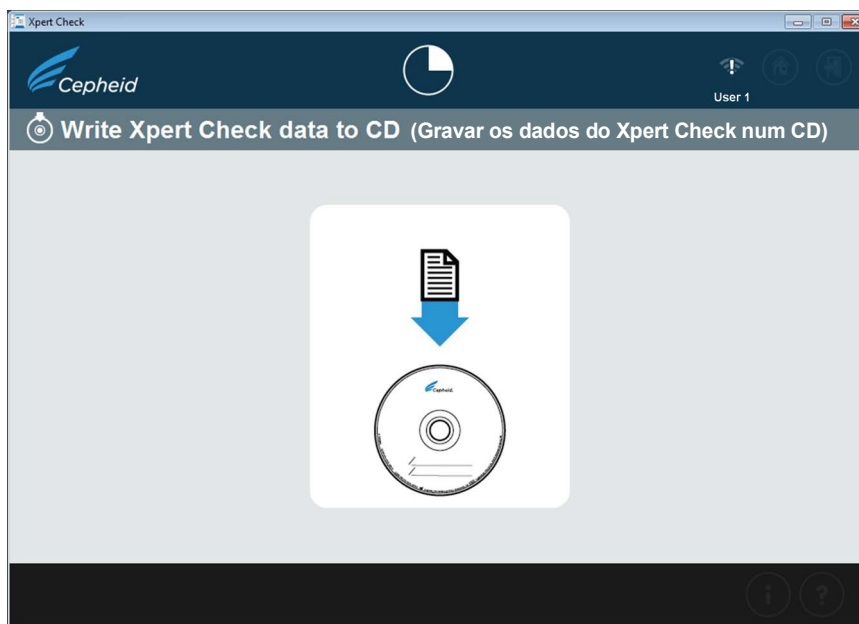 Xpert Check
Cepheid
User 1
Write Xpert Check data to CD (Gravar os dados do Xpert Check num CD)
Cepheid.